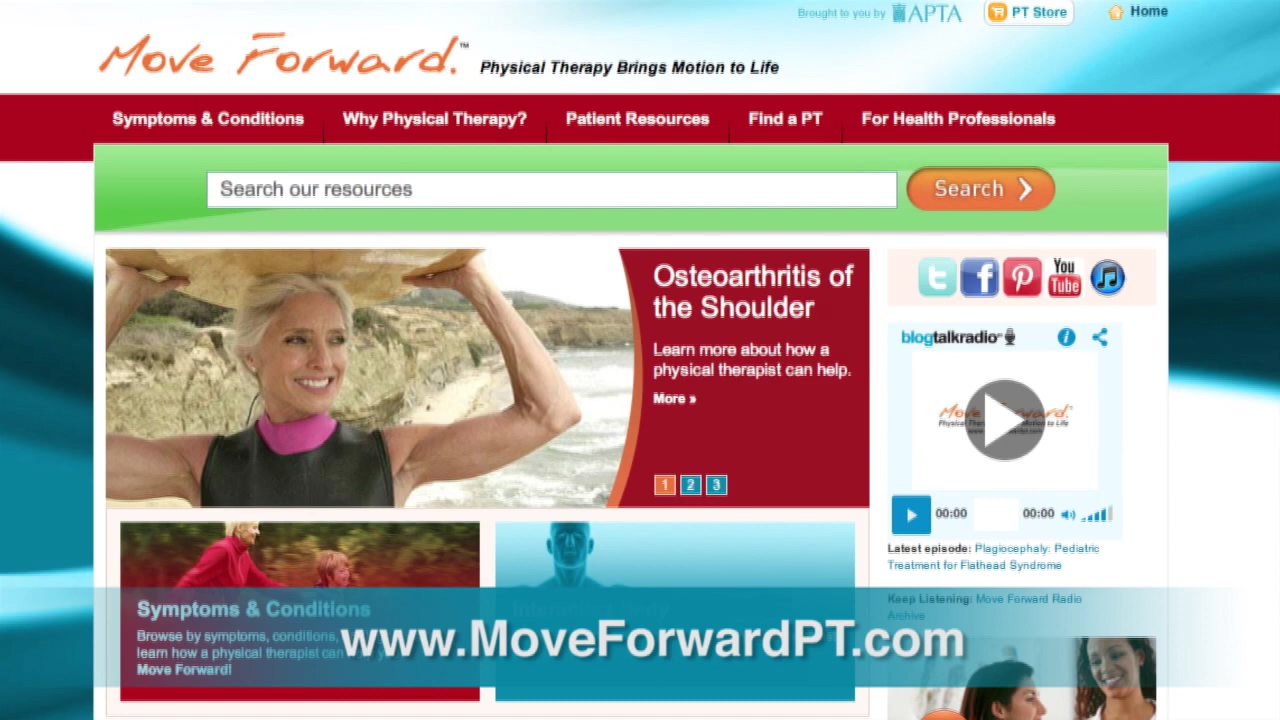 Brought to you by APTA PT Store Home
Move Forward.™ Physical Therapy Brings Motion to Life
Symptoms & Conditions Why Physical Therapy? Patient Resources Find a PT For Health Professionals
Search our resources Search
Osteoarthritis of
the Shoulder
Learn more about how a
physical therapist can help.
More »
1 2 3
t f p You Tube
blogtalkradio i
Move Forward.
00:00 00:00
Latest episode: Plagiocephaly: Pediatric
Treatment for Flathead Syndrome
Keep Listening: Move Forward Radio
Archive
Symptoms & Conditions
Browse by symptoms, conditions,
learn how a physical therapist can
Move Forward!
www.MoveForwardPT.com